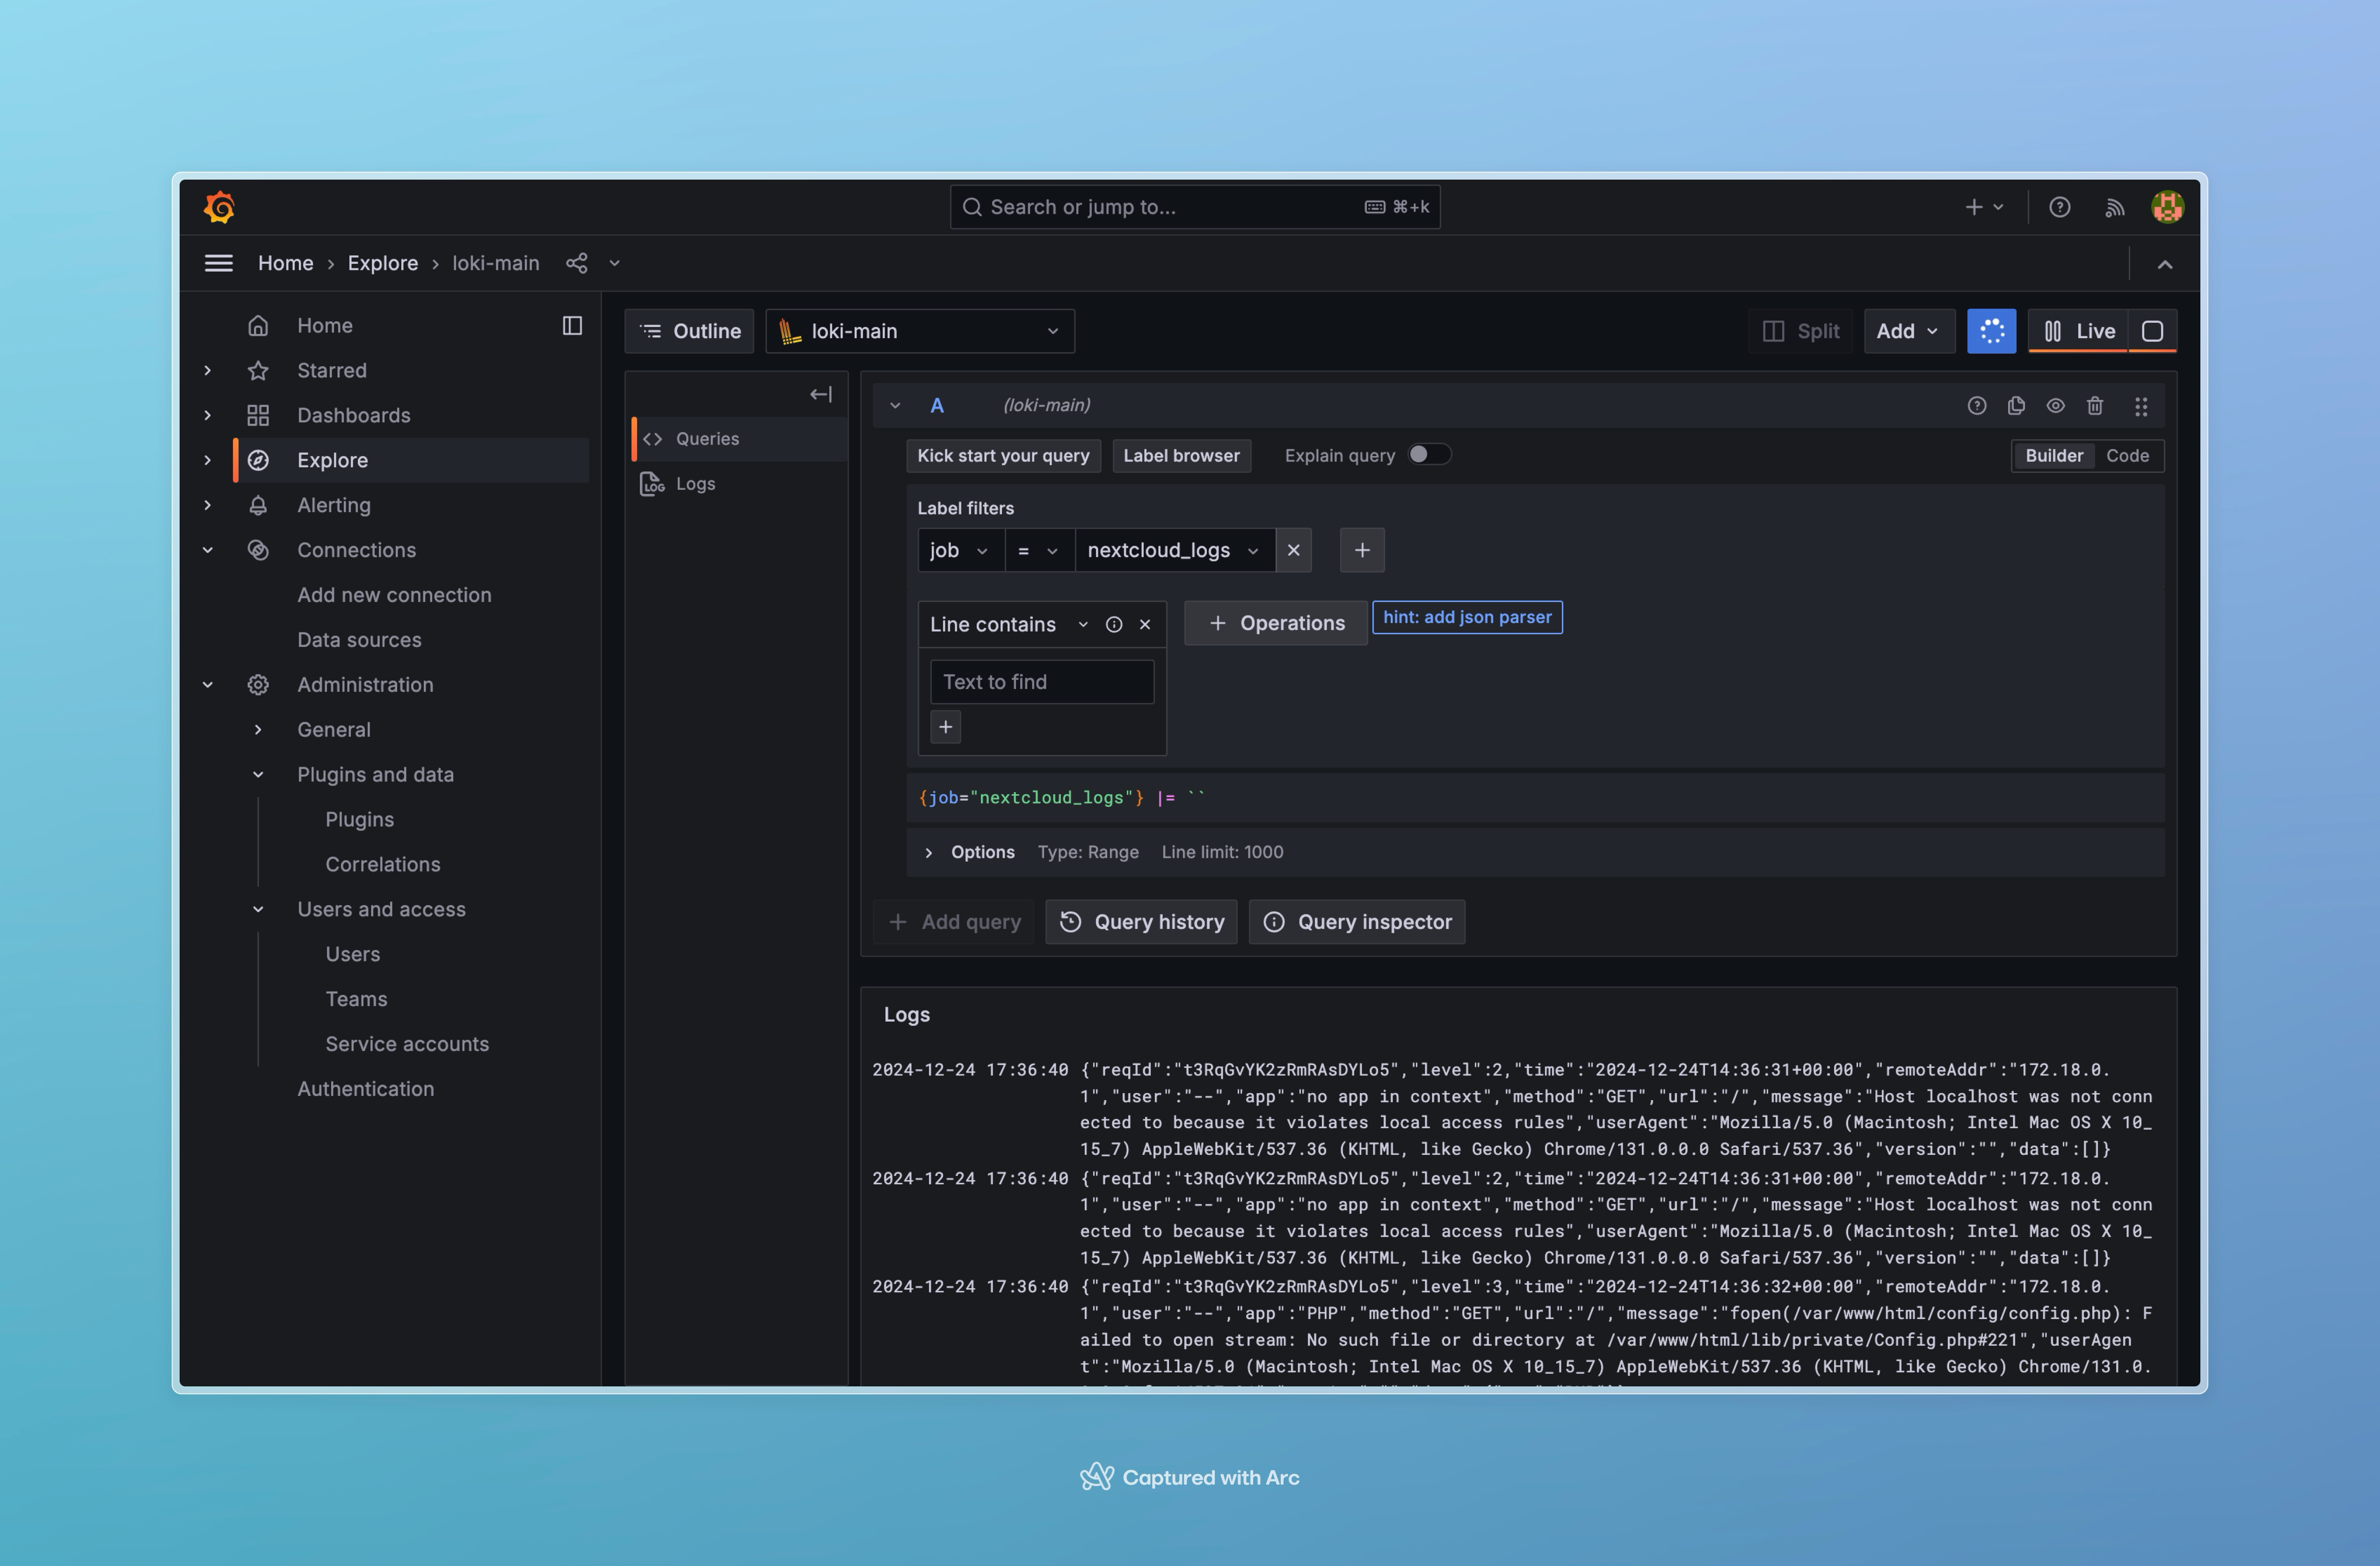 Search or jump to... ⌘+k
Home › Explore › loki-main
Home
Starred
Dashboards
Explore
Alerting
Connections
Add new connection
Data sources
Administration
General
Plugins and data
Plugins
Correlations
Users and access
Users
Teams
Service accounts
Authentication
Outline
loki-main
Split
Add
Live
Queries
LOG Logs
A (loki-main)
Kick start your query
Label browser
Explain query
Builder
Code
Label filters
job = nextcloud_logs
Line contains
Text to find
Operations
hint: add json parser
{job="nextcloud_logs"} |= ``
Options Type: Range Line limit: 1000
Add query
Query history
Query inspector
Logs
2024-12-24 17:36:40 {"reqId":"t3RqGvYK2zRmRAsDYLo5","level":2,"time":"2024-12-24T14:36:31+00:00","remoteAddr":"172.18.0.
1","user":"--","app":"no app in context","method":"GET","url":"/","message":"Host localhost was not conn
ected to because it violates local access rules","userAgent":"Mozilla/5.0 (Macintosh; Intel Mac OS X 10_
15_7) AppleWebKit/537.36 (KHTML, like Gecko) Chrome/131.0.0.0 Safari/537.36","version":"","data":[]}
2024-12-24 17:36:40 {"reqId":"t3RqGvYK2zRmRAsDYLo5","level":2,"time":"2024-12-24T14:36:31+00:00","remoteAddr":"172.18.0.
1","user":"--","app":"no app in context","method":"GET","url":"/","message":"Host localhost was not conn
ected to because it violates local access rules","userAgent":"Mozilla/5.0 (Macintosh; Intel Mac OS X 10_
15_7) AppleWebKit/537.36 (KHTML, like Gecko) Chrome/131.0.0.0 Safari/537.36","version":"","data":[]}
2024-12-24 17:36:40 {"reqId":"t3RqGvYK2zRmRAsDYLo5","level":3,"time":"2024-12-24T14:36:32+00:00","remoteAddr":"172.18.0.
1","user":"--","app":"PHP","method":"GET","url":"/","message":"fopen(/var/www/html/config/config.php): F
ailed to open stream: No such file or directory at /var/www/html/lib/private/Config.php#221","userAgen
t":"Mozilla/5.0 (Macintosh; Intel Mac OS X 10_15_7) AppleWebKit/537.36 (KHTML, like Gecko) Chrome/131.0.
Captured with Arc